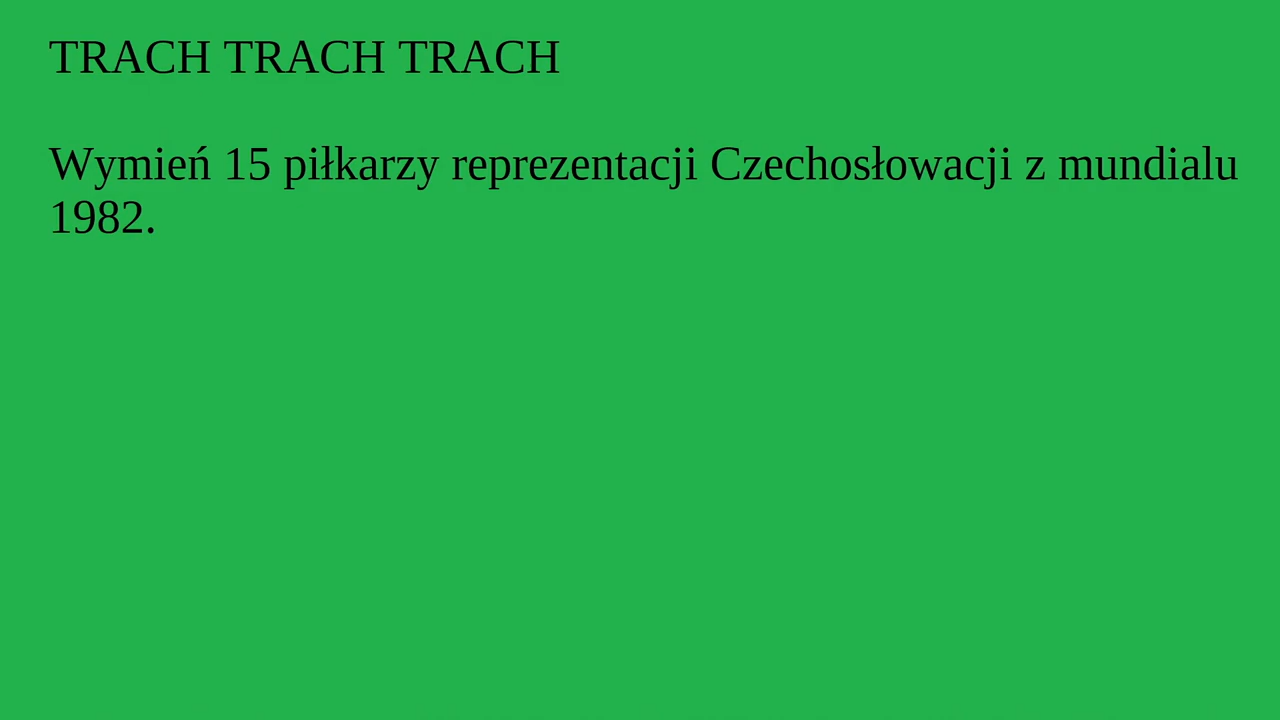 TRACH TRACH TRACH
Wymień 15 piłkarzy reprezentacji Czechosłowacji z mundialu
1982.